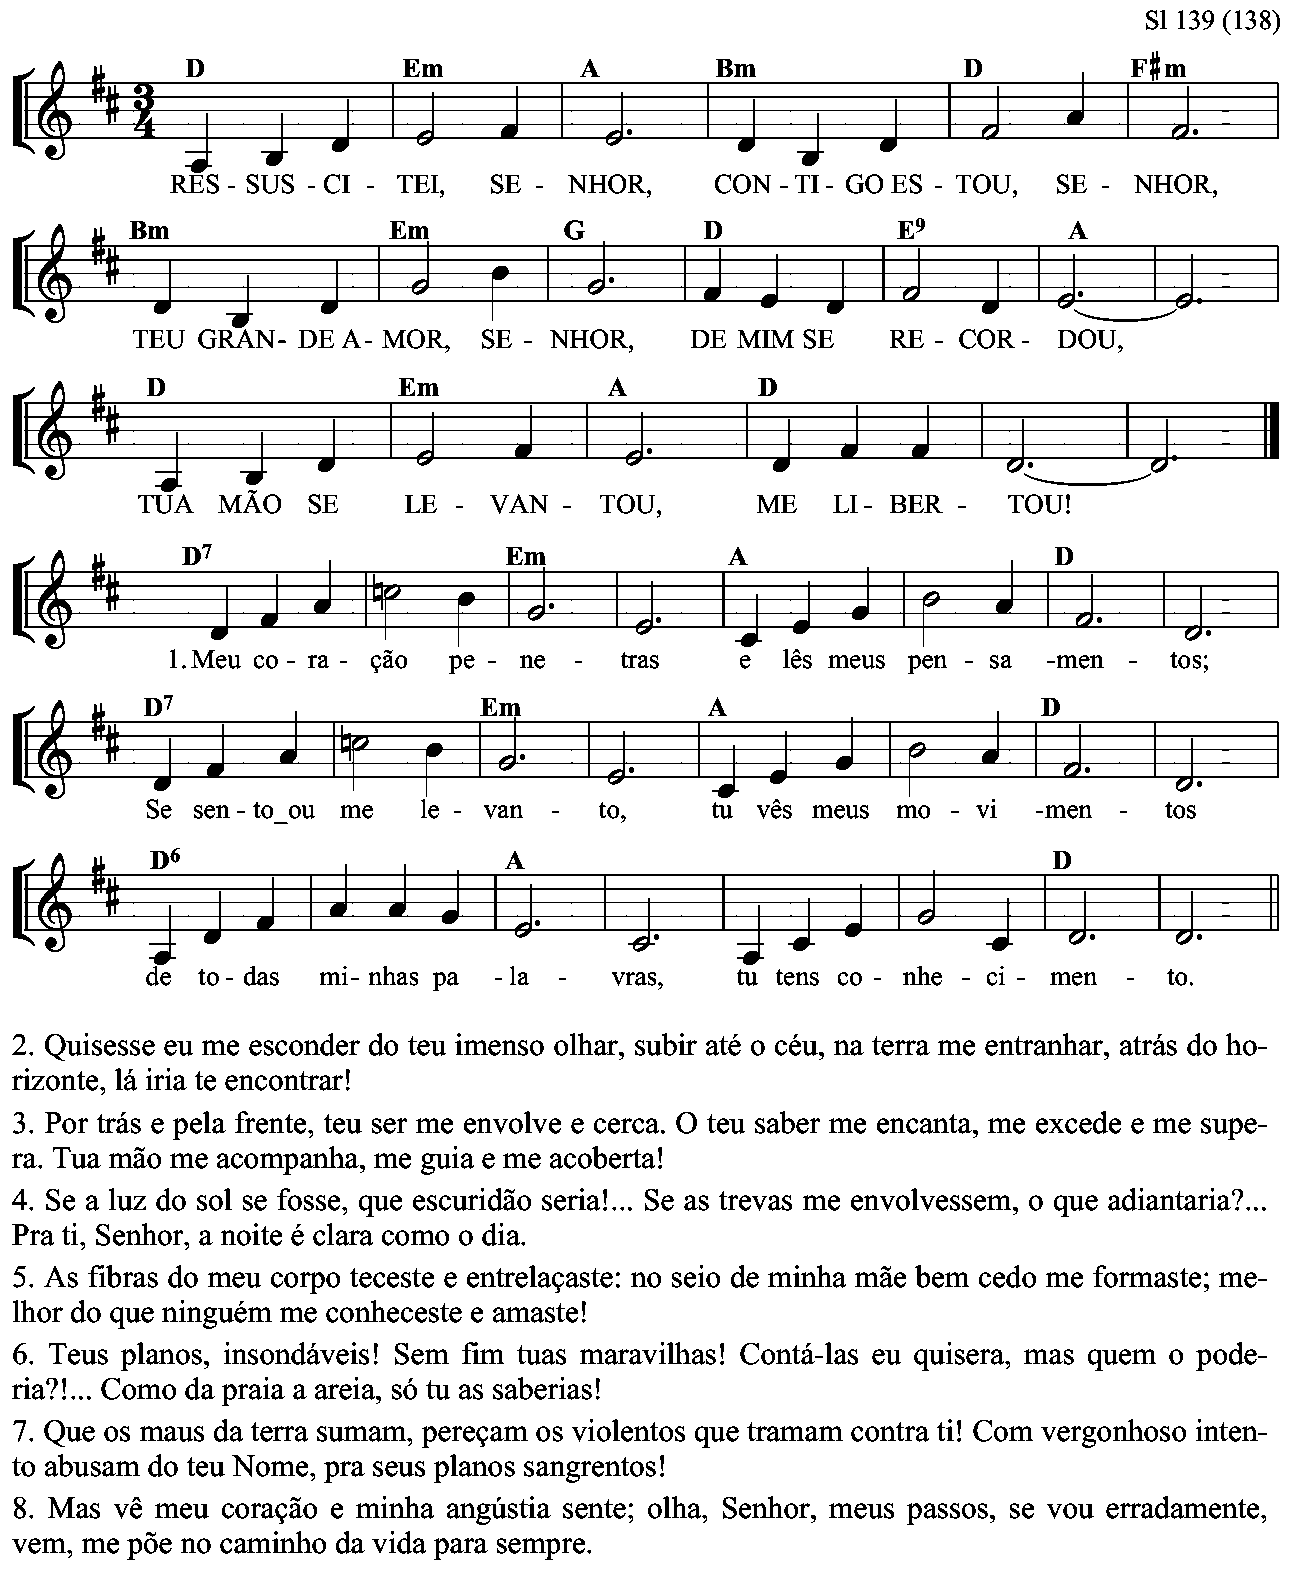 Sl 139 (138)
D Em A Bm D F#m
RES - SUS - CI - TEI, SE - NHOR, CON - TI - GO ES - TOU, SE - NHOR,
Bm Em G D E9 A
TEU GRAN- DE A - MOR, SE - NHOR, DE MIM SE RE - COR - DOU,
D Em A D
TUA MÃO SE LE - VAN - TOU, ME LI - BER - TOU!
D7 Em A D
1. Meu co - ra - ção pe - ne - tras e lês meus pen - sa -men - tos;
D7 Em A D
Se sen - to_ou me le - van - to, tu vês meus mo - vi -men - tos
D6 A D
de to - das mi - nhas pa -la - vras, tu tens co - nhe - ci - men - to.
2. Quisesse eu me esconder do teu imenso olhar, subir até o céu, na terra me entranhar, atrás do ho-
rizonte, lá iria te encontrar!
3. Por trás e pela frente, teu ser me envolve e cerca. O teu saber me encanta, me excede e me supe-
ra. Tua mão me acompanha, me guia e me acoberta!
4. Se a luz do sol se fosse, que escuridão seria!... Se as trevas me envolvessem, o que adiantaria?...
Pra ti, Senhor, a noite é clara como o dia.
5. As fibras do meu corpo teceste e entrelaçaste: no seio de minha mãe bem cedo me formaste; me-
lhor do que ninguém me conheceste e amaste!
6. Teus planos, insondáveis! Sem fim tuas maravilhas! Contá-las eu quisera, mas quem o pode-
ria?!... Como da praia a areia, só tu as saberias!
7. Que os maus da terra sumam, pereçam os violentos que tramam contra ti! Com vergonhoso inten-
to abusam do teu Nome, pra seus planos sangrentos!
8. Mas vê meu coração e minha angústia sente; olha, Senhor, meus passos, se vou erradamente,
vem, me põe no caminho da vida para sempre.